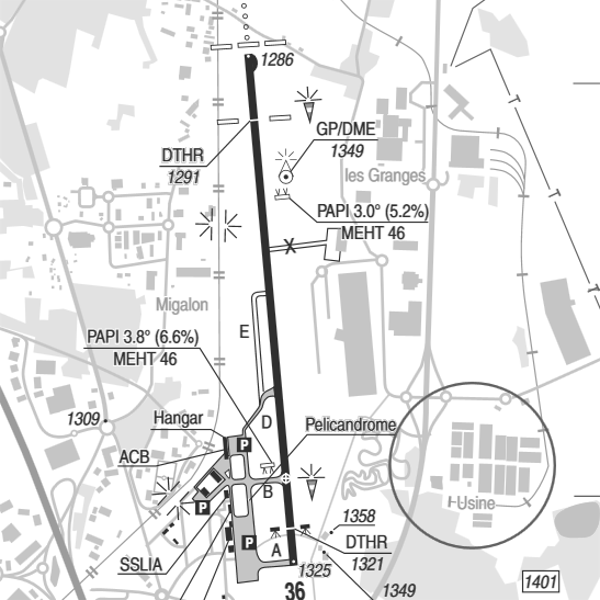 1286
GP/DME
1349
DTHR
1291
les Granges
PAPI 3.0° (5.2%)
MEHT 46
X
T
T
T
Migalon
E
PAPI 3.8° (6.6%)
MEHT 46
D
1309
Hangar
Pelicandrome
P
ACB
B
P
Usine
1358
P
A
DTHR
1321
SSLIA
1325
36
1349
1401